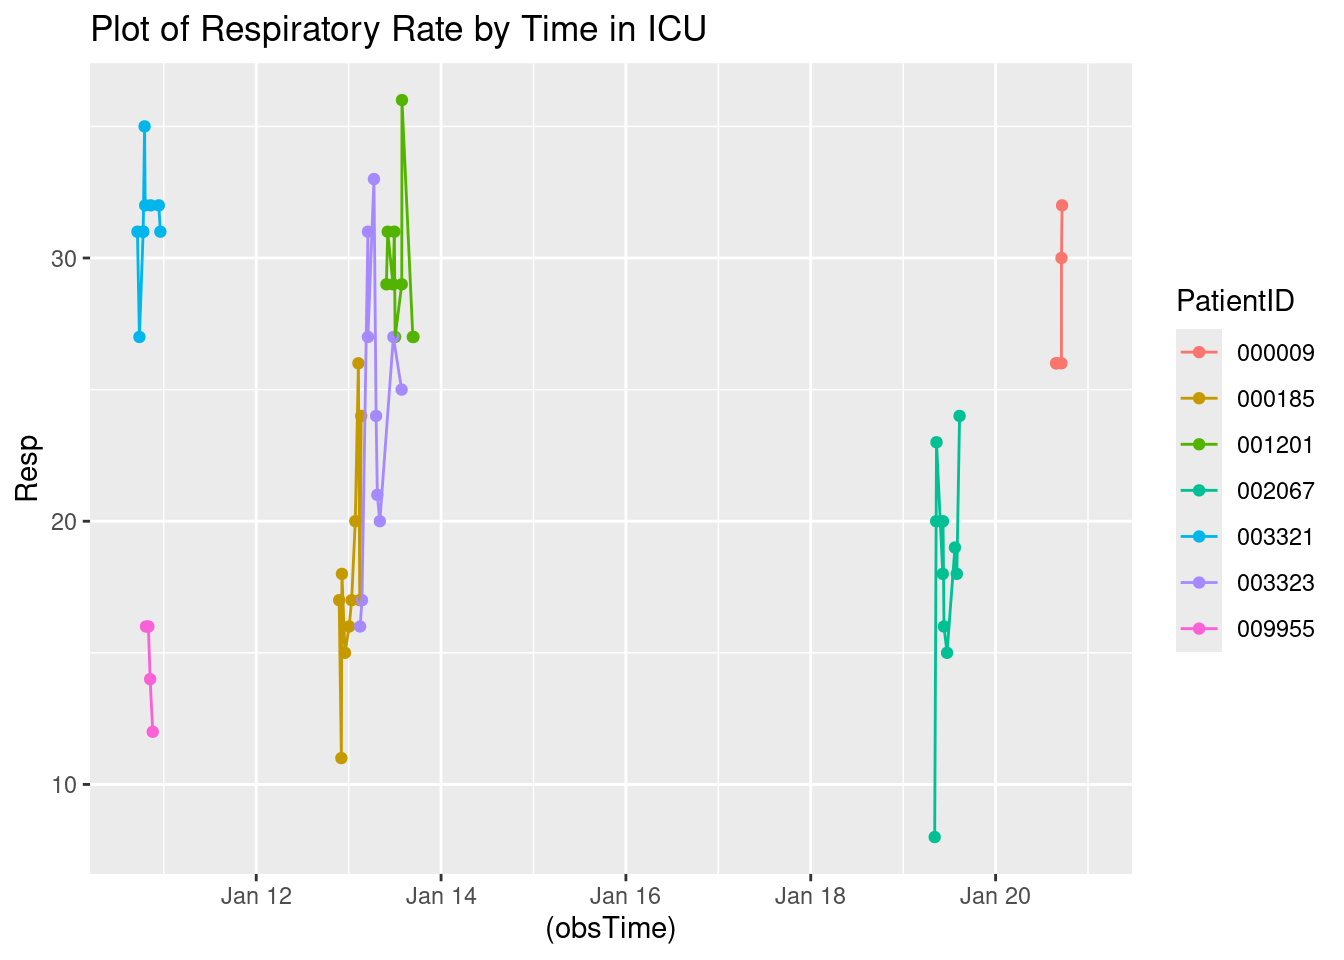 Plot of Respiratory Rate by Time in ICU
Resp
30
20
10
Jan 12
Jan 14
Jan 16
Jan 18
Jan 20
(obsTime)
PatientID
000009
000185
001201
002067
003321
003323
009955